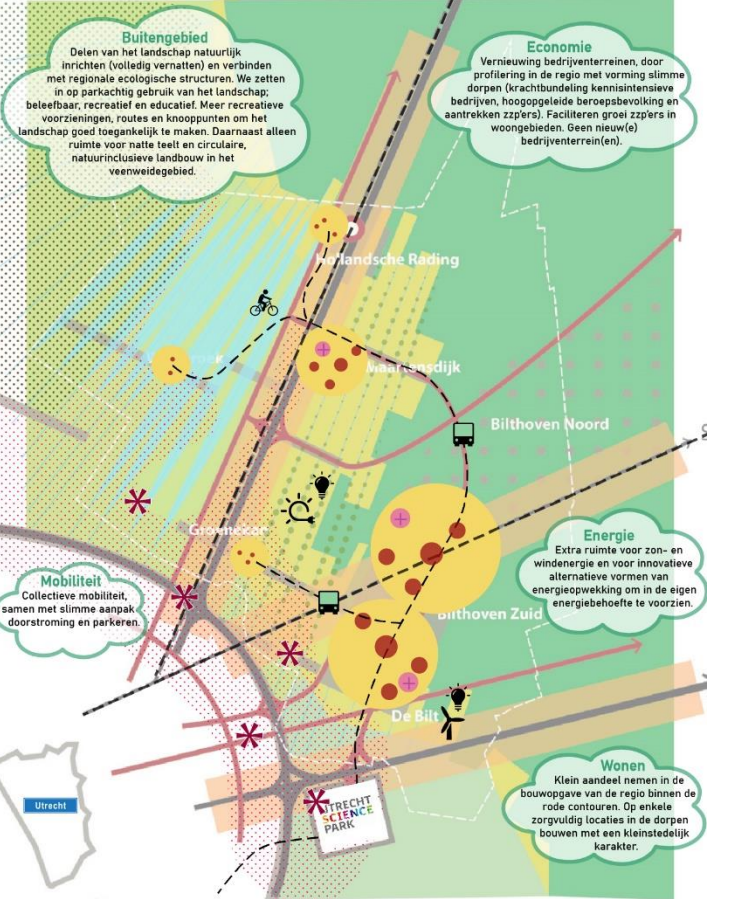 Buitengebied
Delen van het landschap natuurlijk
inrichten (volledig vernatten) en verbinden
met regionale ecologische structuren. We zetten
in op parkachtig gebruik van het landschap;
beleefbaar, recreatief en educatief. Meer recreatieve
voorzieningen, routes en knooppunten om het
landschap goed toegankelijk te maken. Daarnaast alleen
ruimte voor natte teelt en circulaire,
natuurinclusieve landbouw in het
veenweidegebied.
Economie
Vernieuwing bedrijventerreinen, door
profilering in de regio met vorming slimme
dorpen (krachtbundeling kennisintensieve
bedrijven, hoogopgeleide beroepsbevolking en
aantrekken zzp'ers). Faciliteren groei zzp'ers in
woongebieden. Geen nieuw(e)
bedrijventerrein(en).
Hollandsche Rading
Maartensdijk
Bilthoven Noord
Groenekan
Energie
Extra ruimte voor zon- en
windenergie en voor innovatieve
alternatieve vormen van
energieopwekking om in de eigen
energiebehoefte te voorzien.
Mobiliteit
Collectieve mobiliteit,
samen met slimme aanpak
doorstroming en parkeren.
Bilthoven Zuid
De Bilt
Wonen
Klein aandeel nemen in de
bouwopgave van de regio binnen de
rode contouren. Op enkele
zorgvuldig locaties in de dorpen
bouwen met een kleinstedelijk
karakter.
Utrecht
UTRECHT
SCIENCE
PARK